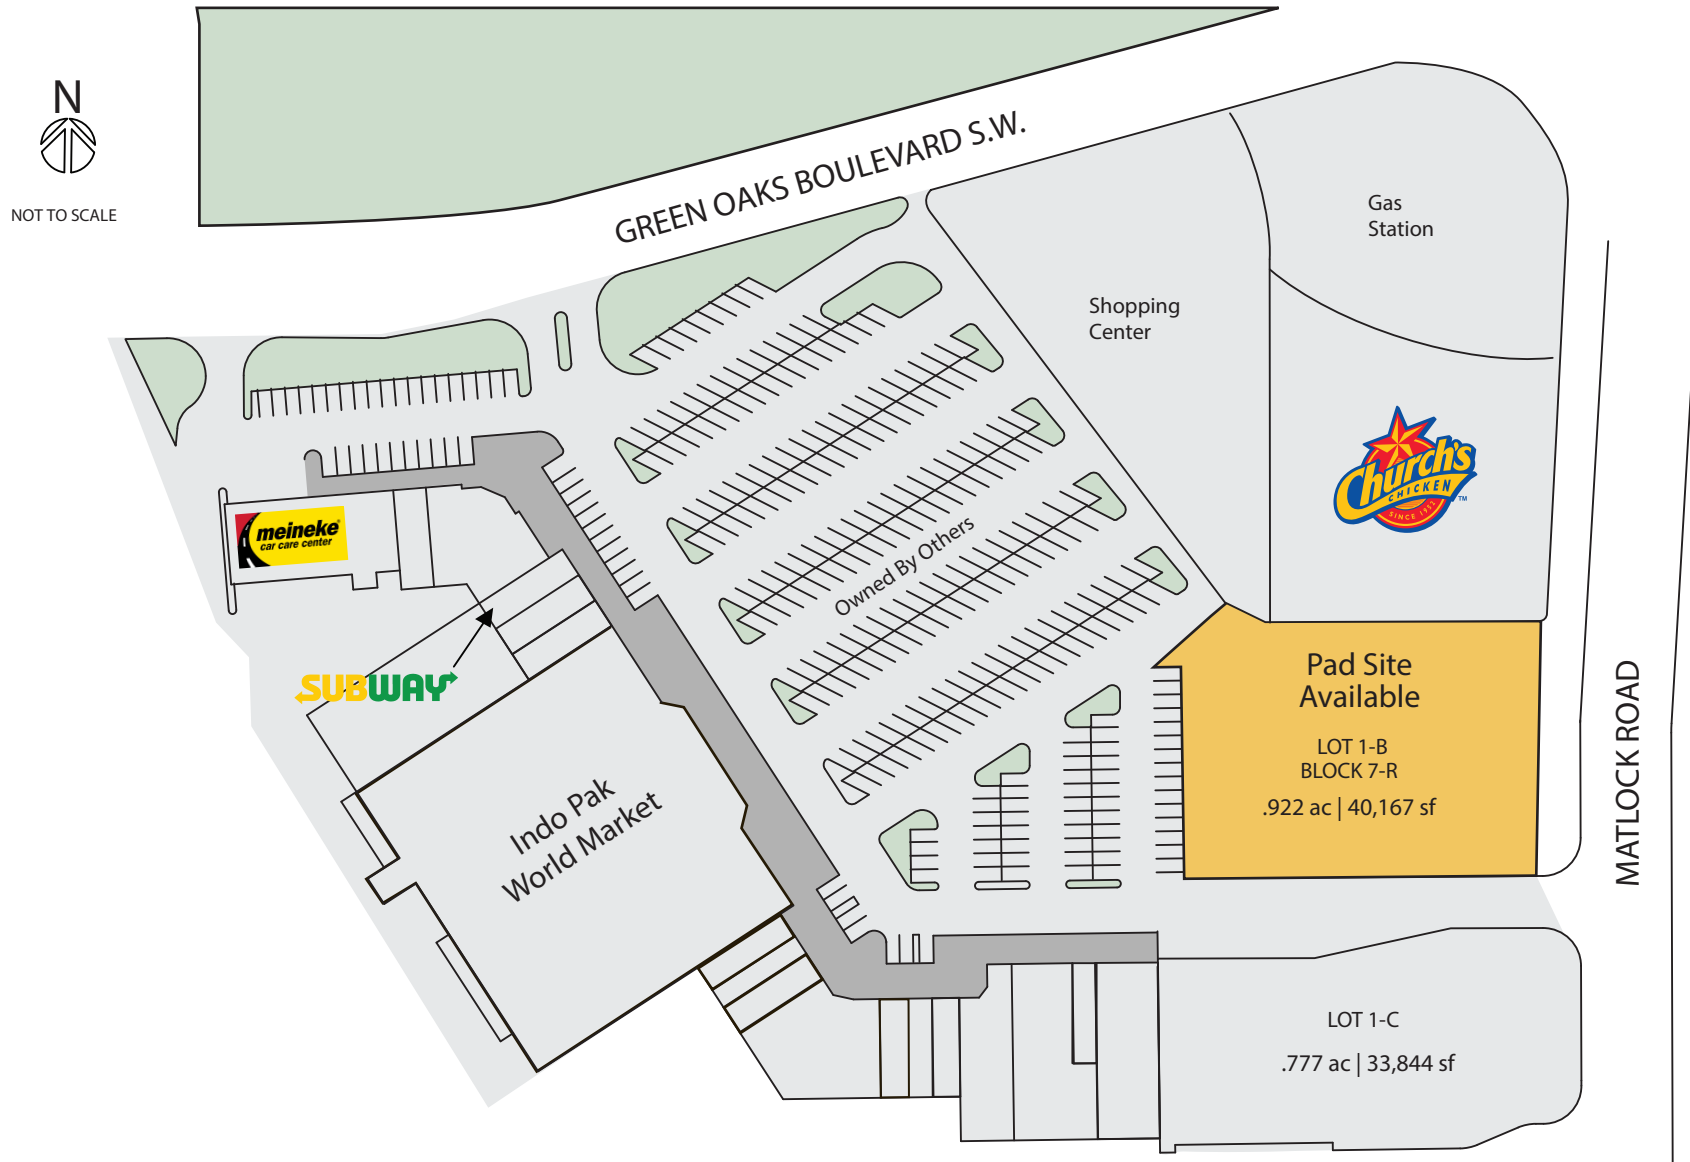 N
NOT TO SCALE
GREEN OAKS BOULEVARD S.W.
Gas
Station
Shopping
Center
Church's
CHICKEN
SINCE 1952
™
meineke®
car care center
Owned By Others
SUBWAY
Pad Site
Available
LOT 1-B
BLOCK 7-R
.922 ac | 40,167 sf
MATLOCK ROAD
Indo Pak
World Market
LOT 1-C
.777 ac | 33,844 sf